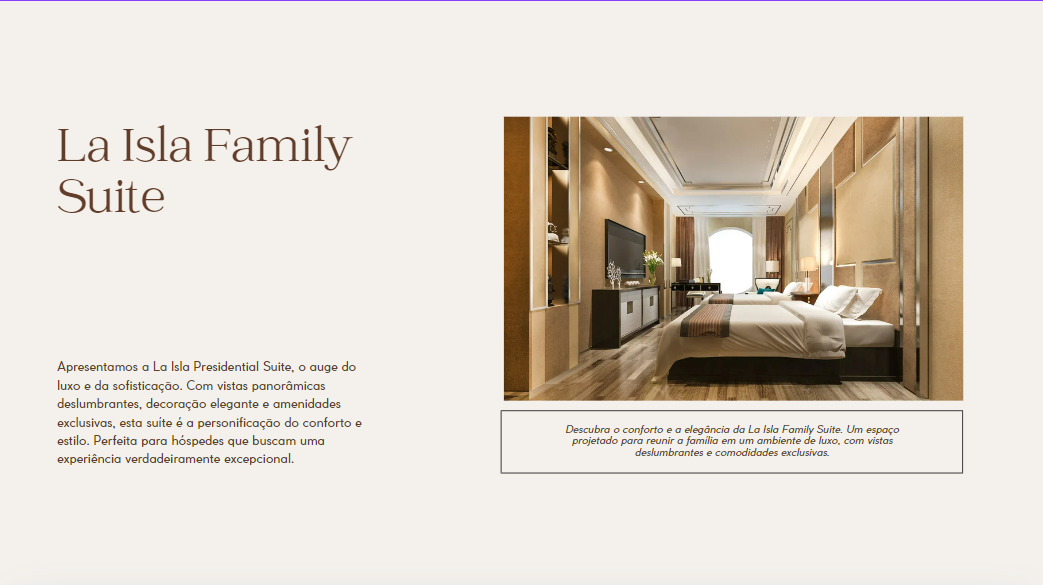 La Isla Family
Suite
Apresentamos a La Isla Presidential Suite, o auge do
luxo e da sofisticação. Com vistas panorâmicas
deslumbrantes, decoração elegante e amenidades
exclusivas, esta suíte é a personificação do conforto e
estilo. Perfeita para hóspedes que buscam uma
experiência verdadeiramente excepcional.
Descubra o conforto e a elegância da La Isla Family Suite. Um espaço
projetado para reunir a família em um ambiente de luxo, com vistas
deslumbrantes e comodidades exclusivas.